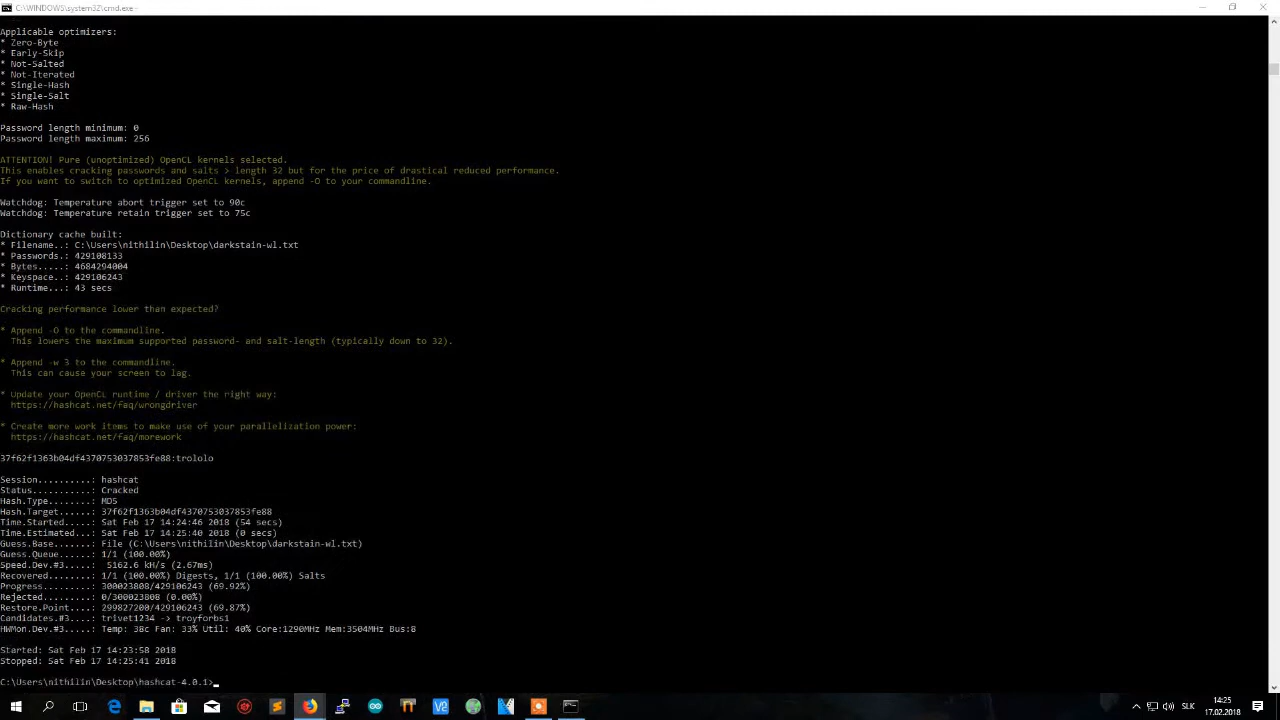 C:\WINDOWS\system32\cmd.exe -
Applicable optimizers:
* Zero-Byte
* Early-Skip
* Not-Salted
* Not-Iterated
* Single-Hash
* Single-Salt
* Raw-Hash
Password length minimum: 0
Password length maximum: 256
ATTENTION! Pure (unoptimized) OpenCL kernels selected.
This enables cracking passwords and salts > length 32 but for the price of drastical reduced performance.
If you want to switch to optimized OpenCL kernels, append -O to your commandline.
Watchdog: Temperature abort trigger set to 90c
Watchdog: Temperature retain trigger set to 75c
Dictionary cache built:
* Filename..: C:\Users\nithilin\Desktop\darkstain-wl.txt
* Passwords.: 429108133
* Bytes.....: 4684294004
* Keyspace..: 429106243
* Runtime...: 43 secs
Cracking performance lower than expected?
* Append -O to the commandline.
This lowers the maximum supported password- and salt-length (typically down to 32).
* Append -w 3 to the commandline.
This can cause your screen to lag.
* Update your OpenCL runtime / driver the right way:
https://hashcat.net/faq/wrongdriver
* Create more work items to make use of your parallelization power:
https://hashcat.net/faq/morework
37f62f1363b04df4370753037853fe88:trololo
Session..........: hashcat
Status...........: Cracked
Hash.Type........: MD5
Hash.Target......: 37f62f1363b04df4370753037853fe88
Time.Started.....: Sat Feb 17 14:24:46 2018 (54 secs)
Time.Estimated...: Sat Feb 17 14:25:40 2018 (0 secs)
Guess.Base.......: File (C:\Users\nithilin\Desktop\darkstain-wl.txt)
Guess.Queue......: 1/1 (100.00%)
Speed.Dev.#3.....:  5162.6 kH/s (2.67ms)
Recovered........: 1/1 (100.00%) Digests, 1/1 (100.00%) Salts
Progress.........: 300023808/429106243 (69.92%)
Rejected.........: 0/300023808 (0.00%)
Restore.Point....: 299827200/429106243 (69.87%)
Candidates.#3....: trivet1234 -> troyforbs1
HWMon.Dev.#3.....: Temp: 38c Fan: 33% Util: 40% Core:1290MHz Mem:3504MHz Bus:8
Started: Sat Feb 17 14:23:58 2018
Stopped: Sat Feb 17 14:25:41 2018
C:\Users\nithilin\Desktop\hashcat-4.0.1>_
SLK
14:25
17.02.2018